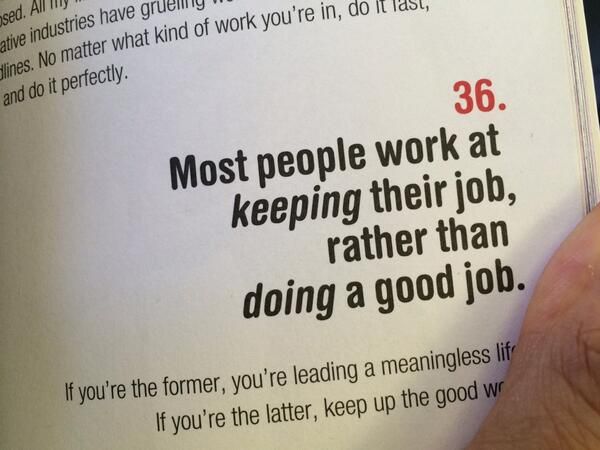 All my
ative industries have grueling
No matter what kind of work you're in, do it fast,
and do it perfectly.
36.
Most people work at
keeping their job,
rather than
doing a good job.
If you're the former, you're leading a meaningless
If you're the latter, keep up the good